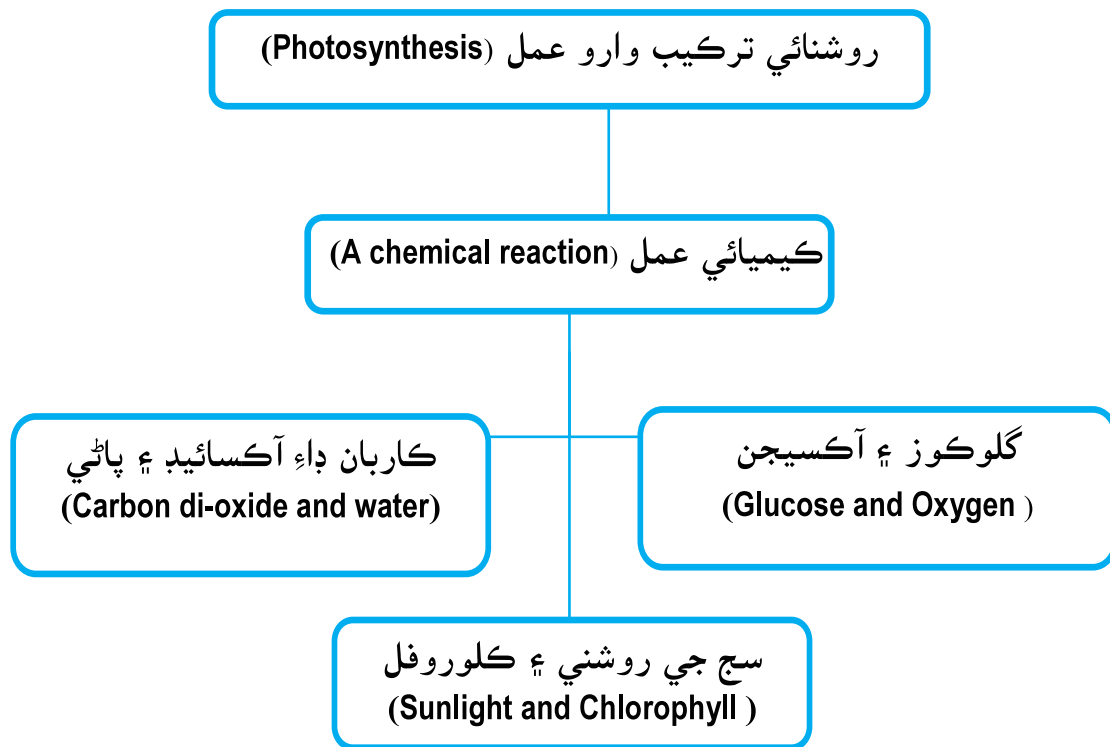 روشنائي ترڪيب وارو عمل (Photosynthesis)
ڪيميائي عمل (A chemical reaction)
ڪاربان ڊاءِ آڪسائيڊ ۽ پاڻي
(Carbon di-oxide and water)
گلوڪوز ۽ آڪسيجن
(Glucose and Oxygen )
سج جي روشني ۽ ڪلوروفل
(Sunlight and Chlorophyll )